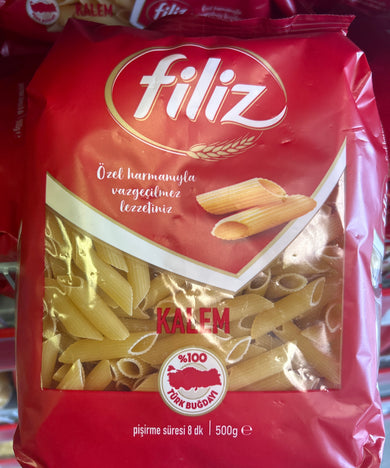 KALEM
filiz
Özel harmanıyla
vazgeçilmez
lezzetiniz
KALEM
%100
TÜRK BUĞDAYI
pişirme süresi 8 dk | 500g ℮